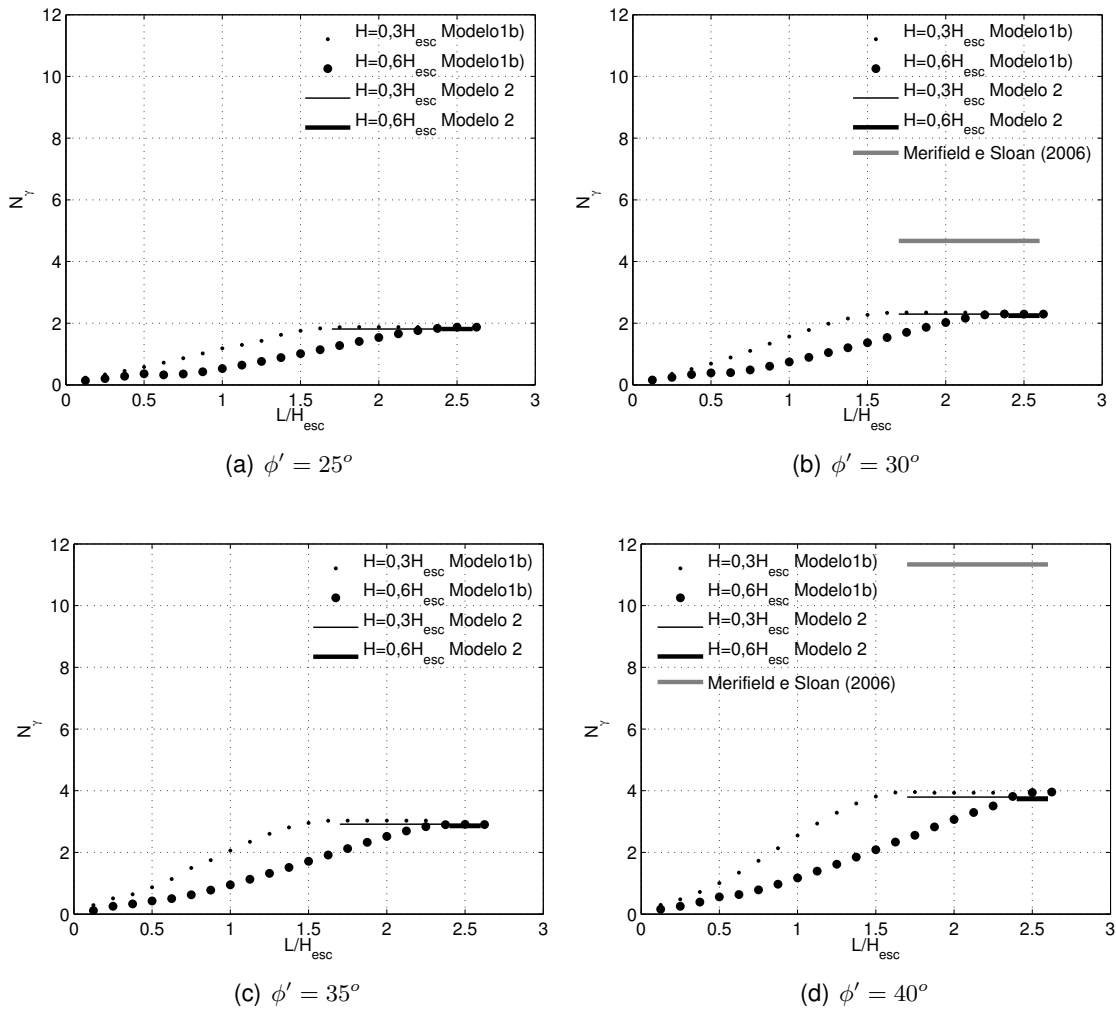 12
10
8
6
4
2
0
N_γ
0 0.5 1 1.5 2 2.5 3
L/H_esc
H=0,3H_esc Modelo1b)
H=0,6H_esc Modelo1b)
H=0,3H_esc Modelo 2
H=0,6H_esc Modelo 2
(a) ϕ′ = 25°
12
10
8
6
4
2
0
N_γ
0 0.5 1 1.5 2 2.5 3
L/H_esc
H=0,3H_esc Modelo1b)
H=0,6H_esc Modelo1b)
H=0,3H_esc Modelo 2
H=0,6H_esc Modelo 2
Merifield e Sloan (2006)
(b) ϕ′ = 30°
12
10
8
6
4
2
0
N_γ
0 0.5 1 1.5 2 2.5 3
L/H_esc
H=0,3H_esc Modelo1b)
H=0,6H_esc Modelo1b)
H=0,3H_esc Modelo 2
H=0,6H_esc Modelo 2
(c) ϕ′ = 35°
12
10
8
6
4
2
0
N_γ
0 0.5 1 1.5 2 2.5 3
L/H_esc
H=0,3H_esc Modelo1b)
H=0,6H_esc Modelo1b)
H=0,3H_esc Modelo 2
H=0,6H_esc Modelo 2
Merifield e Sloan (2006)
(d) ϕ′ = 40°